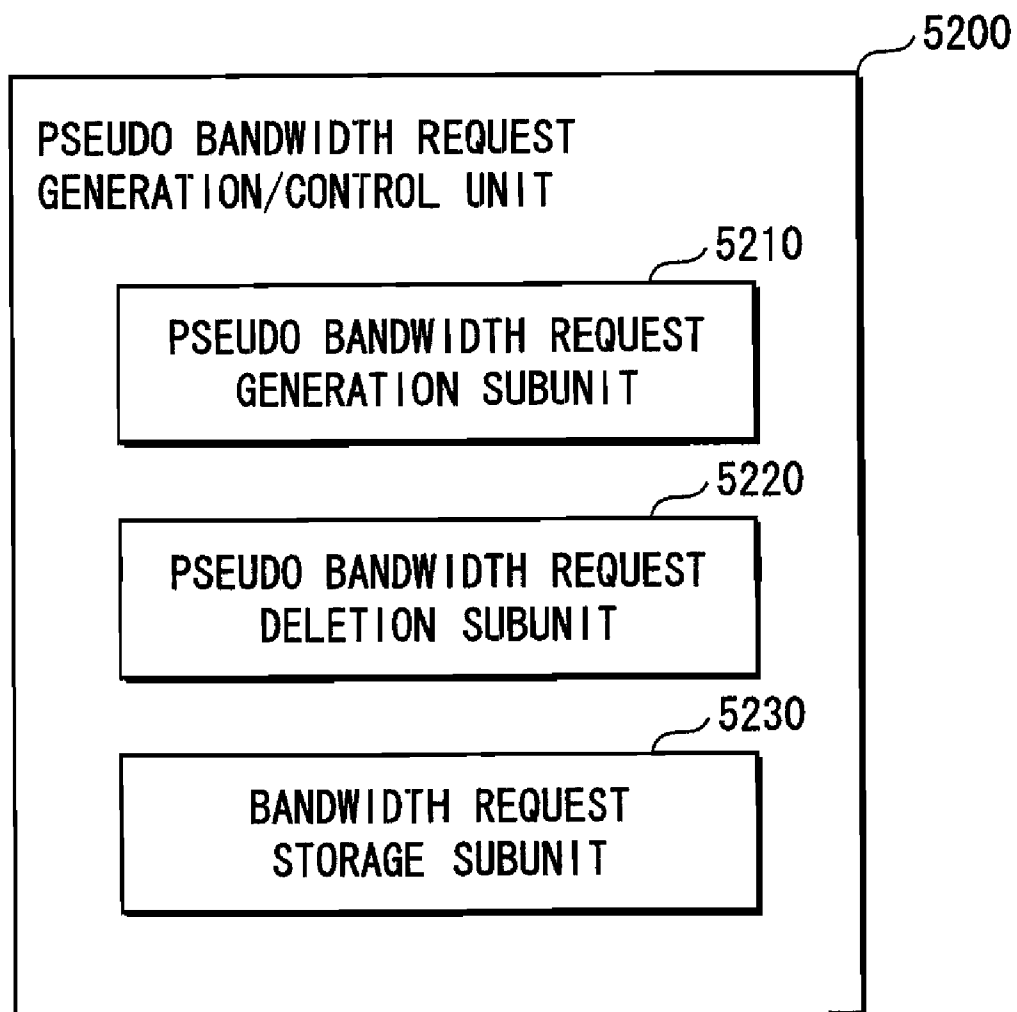 5200
PSEUDO BANDWIDTH REQUEST
GENERATION/CONTROL UNIT
5210
PSEUDO BANDWIDTH REQUEST
GENERATION SUBUNIT
5220
PSEUDO BANDWIDTH REQUEST
DELETION SUBUNIT
5230
BANDWIDTH REQUEST
STORAGE SUBUNIT